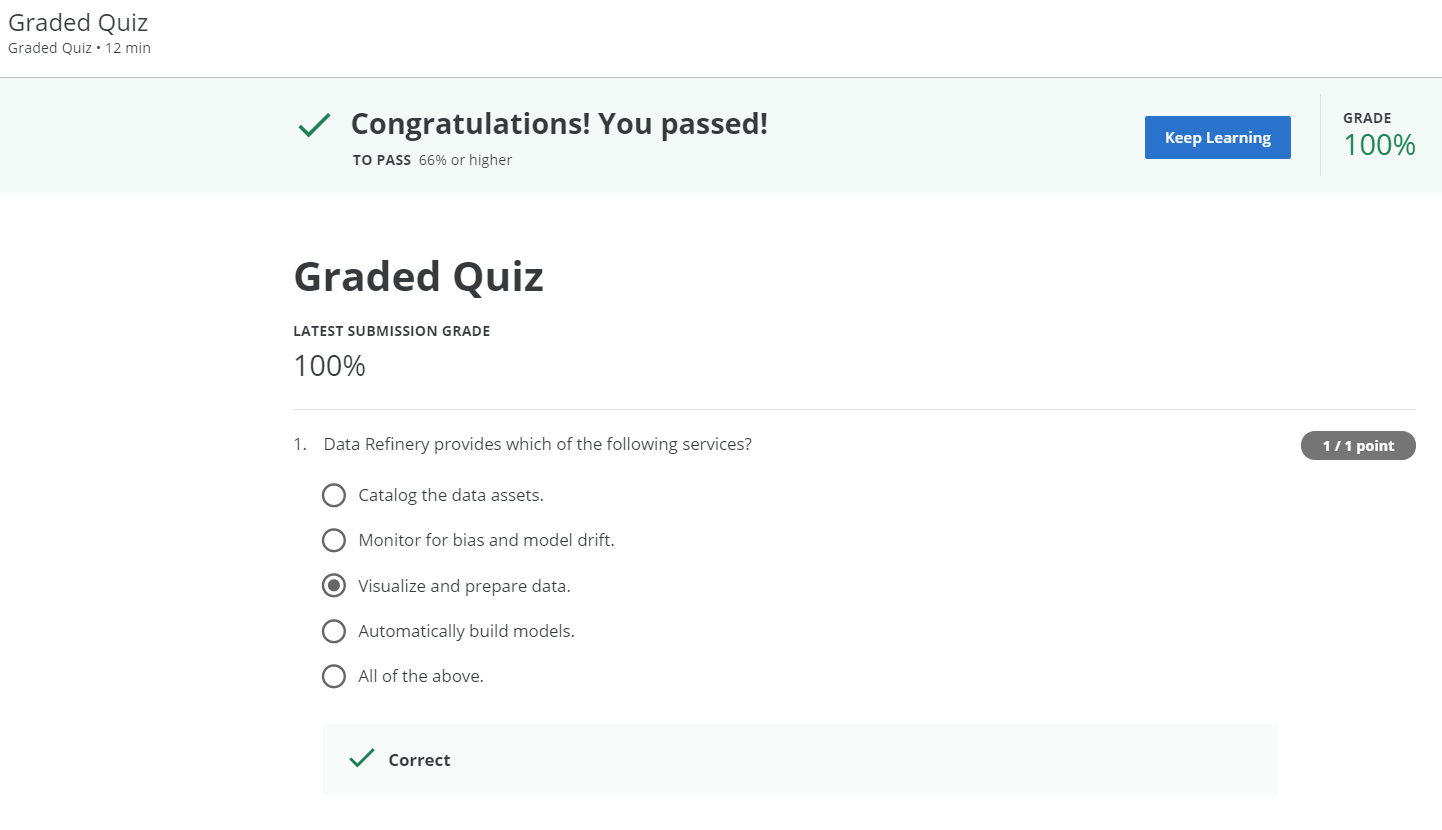 Graded Quiz
Graded Quiz • 12 min
Congratulations! You passed!
TO PASS 66% or higher
Keep Learning
GRADE
100%
Graded Quiz
LATEST SUBMISSION GRADE
100%
1. Data Refinery provides which of the following services?
1 / 1 point
Catalog the data assets.
Monitor for bias and model drift.
Visualize and prepare data.
Automatically build models.
All of the above.
Correct